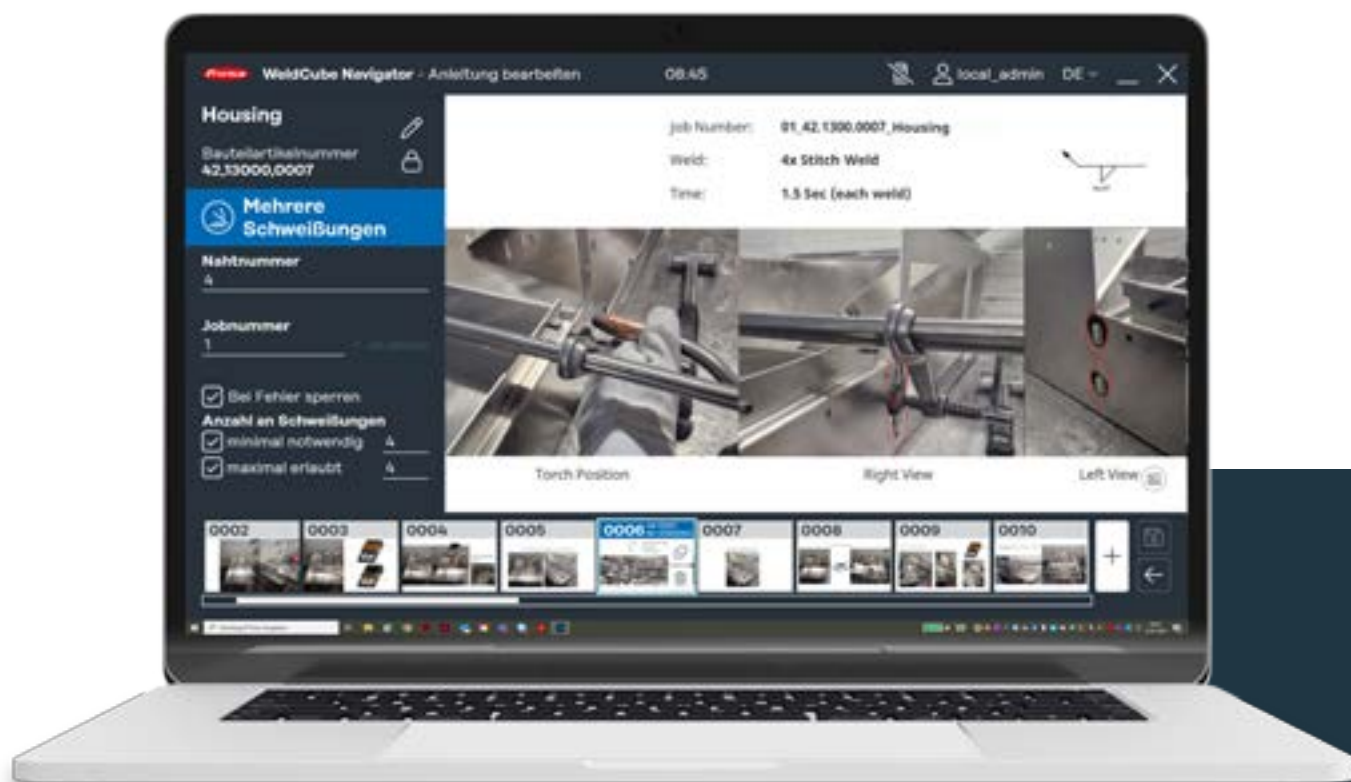 Fronius WeldCube Navigator - Anleitung bearbeiten 08:45 local_admin DE
Housing
Bauteilartikelnummer
42,13000,0007
Mehrere
Schweißungen
Nahtnummer
4
Jobnummer
1
Bei Fehler sperren
Anzahl an Schweißungen
minimal notwendig 4
maximal erlaubt 4
Job Number: 01_42.1300.0007_Housing
Weld: 4x Stitch Weld
Time: 1.5 Sec (each weld)
Torch Position Right View Left View
0002 0003 0004 0005 0006 0007 0008 0009 0010